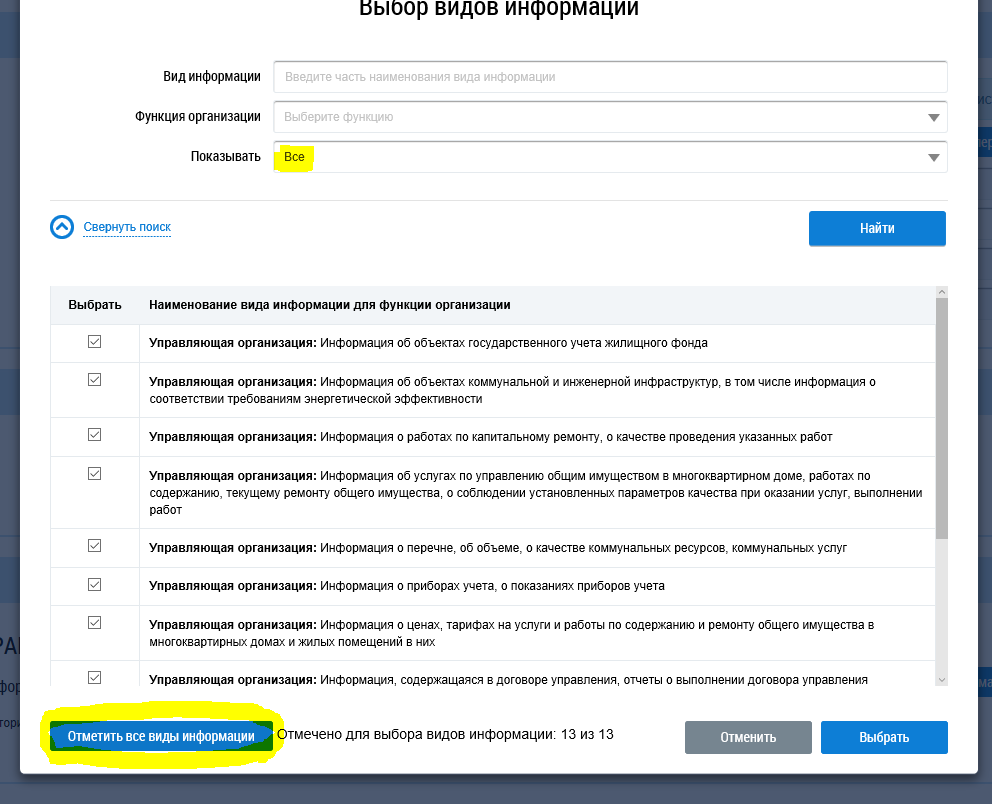 Выбор видов информации
Вид информации
Введите часть наименования вида информации
Функция организации
Выберите функцию
Показывать
Все
Свернуть поиск
Найти
Выбрать
Наименование вида информации для функции организации
Управляющая организация: Информация об объектах государственного учета жилищного фонда
Управляющая организация: Информация об объектах коммунальной и инженерной инфраструктур, в том числе информация о
соответствии требованиям энергетической эффективности
Управляющая организация: Информация о работах по капитальному ремонту, о качестве проведения указанных работ
Управляющая организация: Информация об услугах по управлению общим имуществом в многоквартирном доме, работах по
содержанию, текущему ремонту общего имущества, о соблюдении установленных параметров качества при оказании услуг, выполнении
работ
Управляющая организация: Информация о перечне, об объеме, о качестве коммунальных ресурсов, коммунальных услуг
Управляющая организация: Информация о приборах учета, о показаниях приборов учета
Управляющая организация: Информация о ценах, тарифах на услуги и работы по содержанию и ремонту общего имущества в
многоквартирных домах и жилых помещений в них
Управляющая организация: Информация, содержащаяся в договоре управления, отчеты о выполнении договора управления
Отметить все виды информации
Отмечено для выбора видов информации: 13 из 13
Отменить
Выбрать